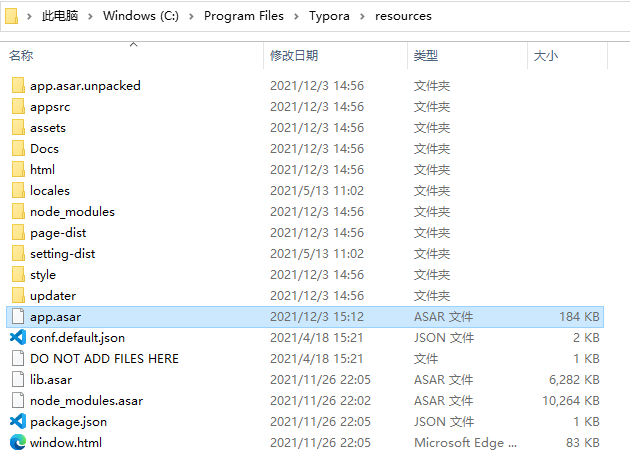 此电脑 > Windows (C:) > Program Files > Typora > resources
名称 修改日期 类型 大小
app.asar.unpacked 2021/12/3 14:56 文件夹
appsrc 2021/12/3 14:56 文件夹
assets 2021/12/3 14:56 文件夹
Docs 2021/12/3 14:56 文件夹
html 2021/12/3 14:56 文件夹
locales 2021/5/13 11:02 文件夹
node_modules 2021/12/3 14:56 文件夹
page-dist 2021/12/3 14:56 文件夹
setting-dist 2021/5/13 11:02 文件夹
style 2021/12/3 14:56 文件夹
updater 2021/12/3 14:56 文件夹
app.asar 2021/12/3 15:12 ASAR 文件 184 KB
conf.default.json 2021/4/18 15:21 JSON 文件 2 KB
DO NOT ADD FILES HERE 2021/4/18 15:21 文件 1 KB
lib.asar 2021/11/26 22:05 ASAR 文件 6,282 KB
node_modules.asar 2021/11/26 22:02 ASAR 文件 10,264 KB
package.json 2021/11/26 22:05 JSON 文件 1 KB
window.html 2021/11/26 22:05 Microsoft Edge ... 83 KB